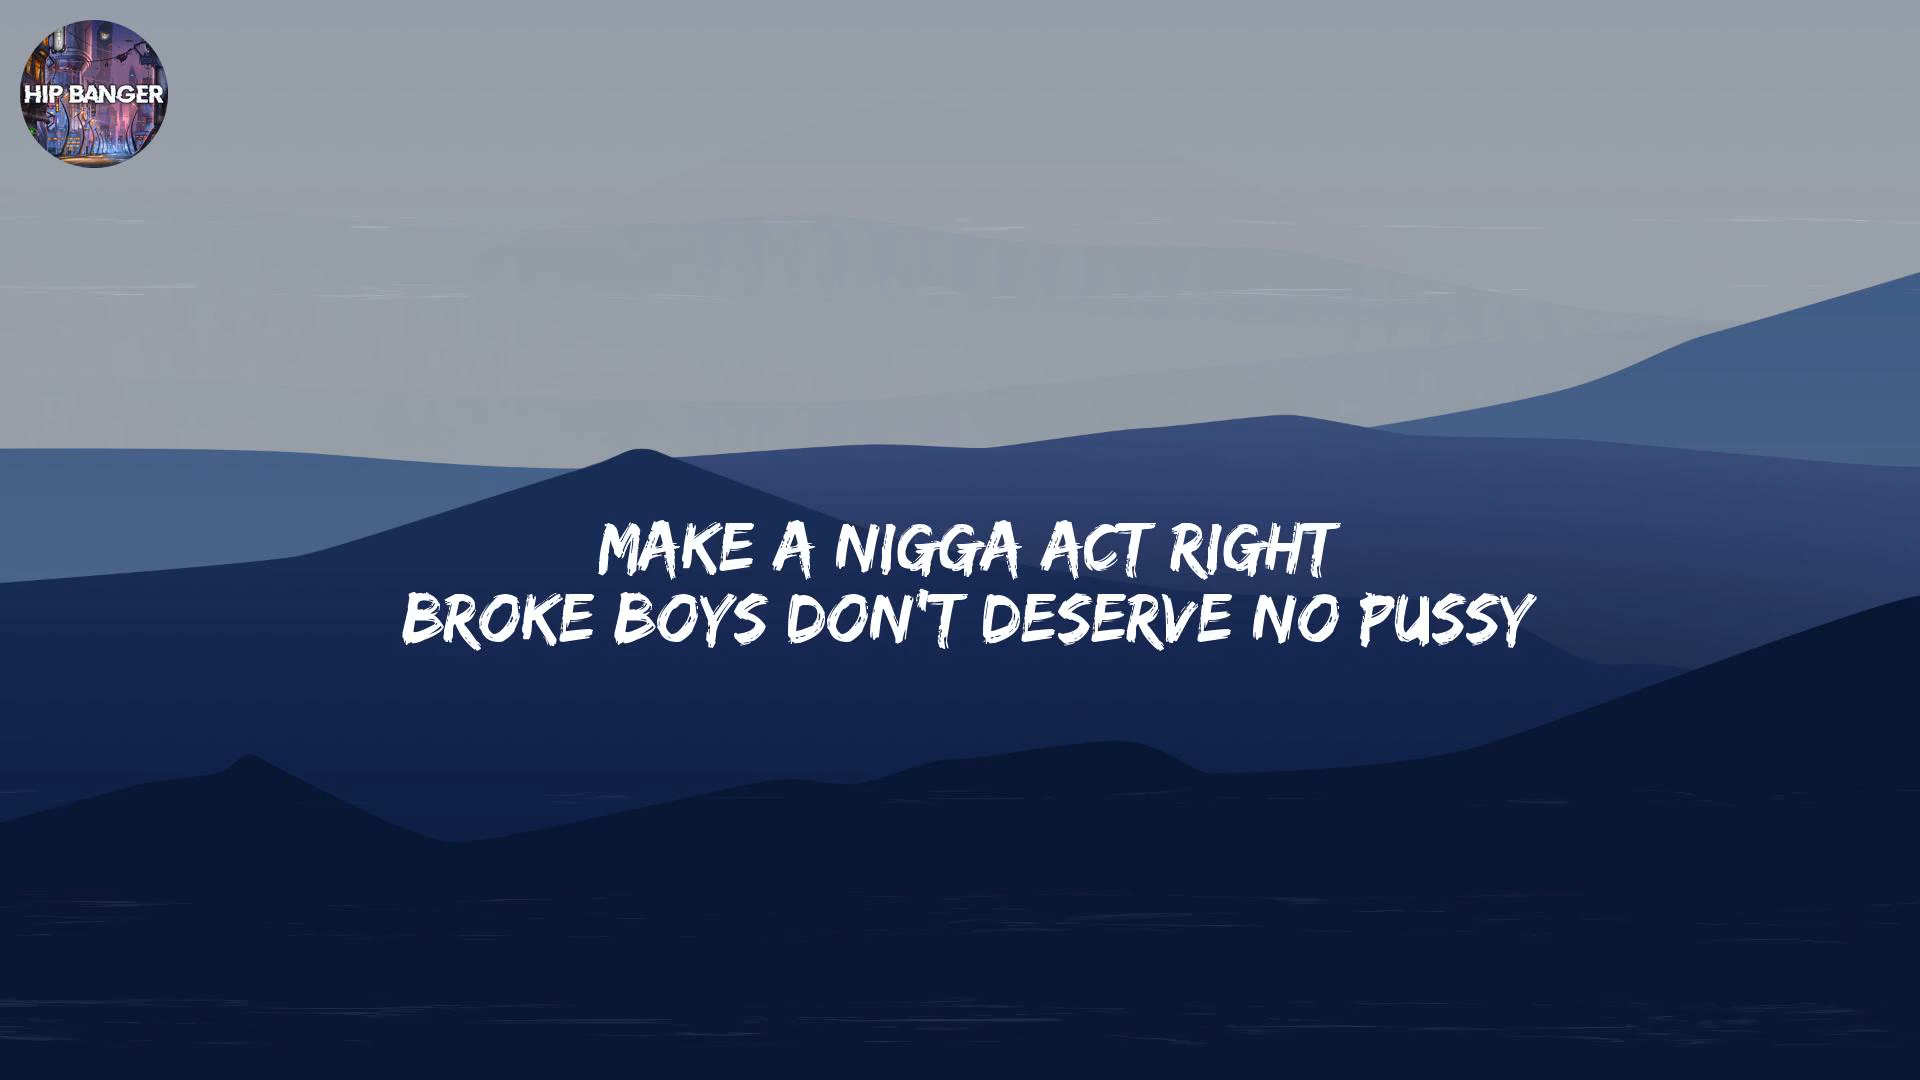 HIP BANGER
MAKE A NIGGA ACT RIGHT
BROKE BOYS DON'T DESERVE NO PUSSY